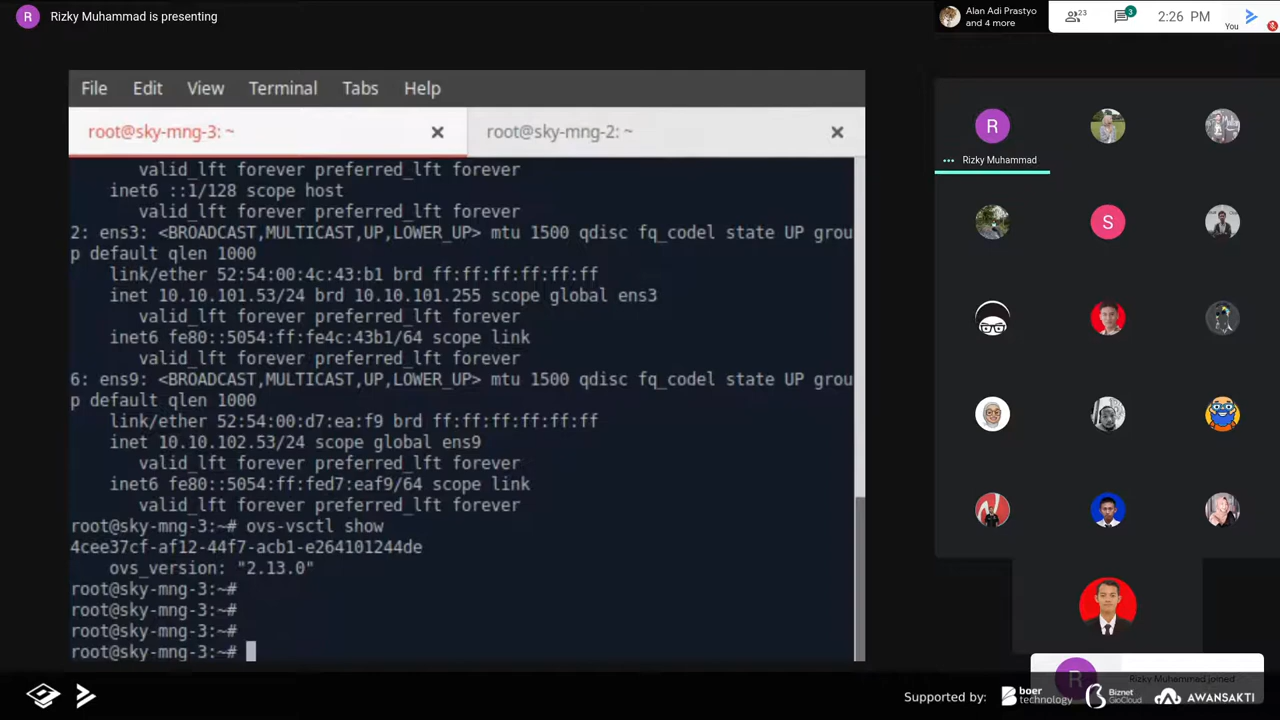 R
Rizky Muhammad is presenting
Alan Adi Prastyo
and 4 more
23
3
2:26 PM
You
File Edit View Terminal Tabs Help
root@sky-mng-3: ~
root@sky-mng-2: ~
valid_lft forever preferred_lft forever
inet6 ::1/128 scope host
valid_lft forever preferred_lft forever
2: ens3: <BROADCAST,MULTICAST,UP,LOWER_UP> mtu 1500 qdisc fq_codel state UP grou
p default qlen 1000
link/ether 52:54:00:4c:43:b1 brd ff:ff:ff:ff:ff:ff
inet 10.10.101.53/24 brd 10.10.101.255 scope global ens3
valid_lft forever preferred_lft forever
inet6 fe80::5054:ff:fe4c:43b1/64 scope link
valid_lft forever preferred_lft forever
6: ens9: <BROADCAST,MULTICAST,UP,LOWER_UP> mtu 1500 qdisc fq_codel state UP grou
p default qlen 1000
link/ether 52:54:00:d7:ea:f9 brd ff:ff:ff:ff:ff:ff
inet 10.10.102.53/24 scope global ens9
valid_lft forever preferred_lft forever
inet6 fe80::5054:ff:fed7:eaf9/64 scope link
valid_lft forever preferred_lft forever
root@sky-mng-3:~# ovs-vsctl show
4cee37cf-af12-44f7-acb1-e264101244de
ovs_version: "2.13.0"
root@sky-mng-3:~#
root@sky-mng-3:~#
root@sky-mng-3:~#
root@sky-mng-3:~#
R
Rizky Muhammad
S
R
Rizky Muhammad joined
Supported by:
boer
technology
Biznet
GioCloud
AWANSAKTI